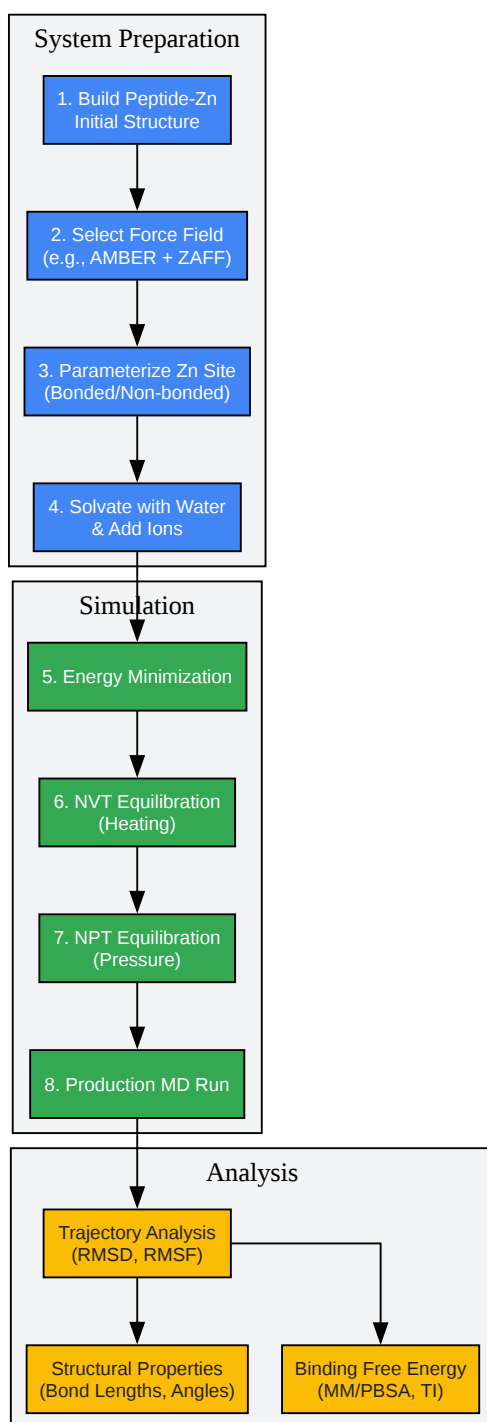 System Preparation
1. Build Peptide-Zn
Initial Structure
2. Select Force Field
(e.g., AMBER + ZAFF)
3. Parameterize Zn Site
(Bonded/Non-bonded)
4. Solvate with Water
& Add Ions
Simulation
5. Energy Minimization
6. NVT Equilibration
(Heating)
7. NPT Equilibration
(Pressure)
8. Production MD Run
Analysis
Trajectory Analysis
(RMSD, RMSF)
Structural Properties
(Bond Lengths, Angles)
Binding Free Energy
(MM/PBSA, TI)